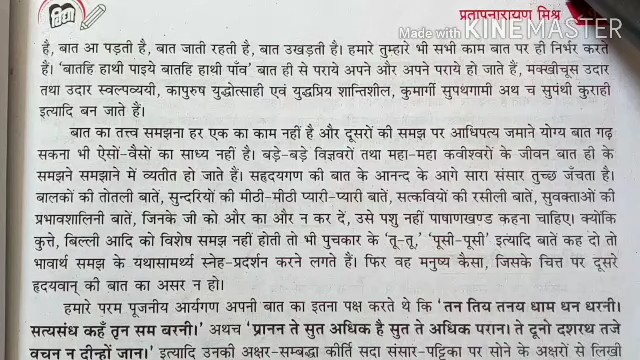 विद्या
प्रतापनारायण मिश्र
Made with KINEMASTER
है, बात आ पड़ती है, बात जाती रहती है, बात उखड़ती है। हमारे तुम्हारे भी सभी काम बात पर ही निर्भर करते
हैं। 'बातहि हाथी पाइये बातहि हाथी पाँव' बात ही से पराये अपने और अपने पराये हो जाते हैं, मक्खीचूस उदार
तथा उदार स्वल्पव्ययी, कापुरुष युद्धोत्साही एवं युद्धप्रिय शान्तिशील, कुमार्गी सुपथगामी अथ च सुपंथी कुराही
इत्यादि बन जाते हैं।
बात का तत्त्व समझना हर एक का काम नहीं है और दूसरों की समझ पर आधिपत्य जमाने योग्य बात गढ़
सकना भी ऐसों-वैसों का साध्य नहीं है। बड़े-बड़े विज्ञवरों तथा महा-महा कवीश्वरों के जीवन बात ही के
समझने समझाने में व्यतीत हो जाते हैं। सहृदयगण की बात के आनन्द के आगे सारा संसार तुच्छ जँचता है।
बालकों की तोतली बातें, सुन्दरियों की मीठी-मीठी प्यारी-प्यारी बातें, सत्कवियों की रसीली बातें, सुवक्ताओं की
प्रभावशालिनी बातें, जिनके जी को और का और न कर दें, उसे पशु नहीं पाषाणखण्ड कहना चाहिए। क्योंकि
कुत्ते, बिल्ली आदि को विशेष समझ नहीं होती तो भी पुचकार के 'तू-तू,' 'पूसी-पूसी' इत्यादि बातें कह दो तो
भावार्थ समझ के यथासामर्थ्य स्नेह-प्रदर्शन करने लगते हैं। फिर वह मनुष्य कैसा, जिसके चित्त पर दूसरे
हृदयवान् की बात का असर न हो।
हमारे परम पूजनीय आर्यगण अपनी बात का इतना पक्ष करते थे कि 'तन तिय तनय धाम धन धरनी।
सत्यसंध कहँ तृन सम बरनी।' अथच 'प्रानन ते सुत अधिक है सुत ते अधिक परान। ते दूनो दशरथ तजे
वचन न दीन्हों जान।' इत्यादि उनकी अक्षर-सम्बद्धा कीर्ति सदा संसार-पट्टिका पर सोने के अक्षरों से लिखी